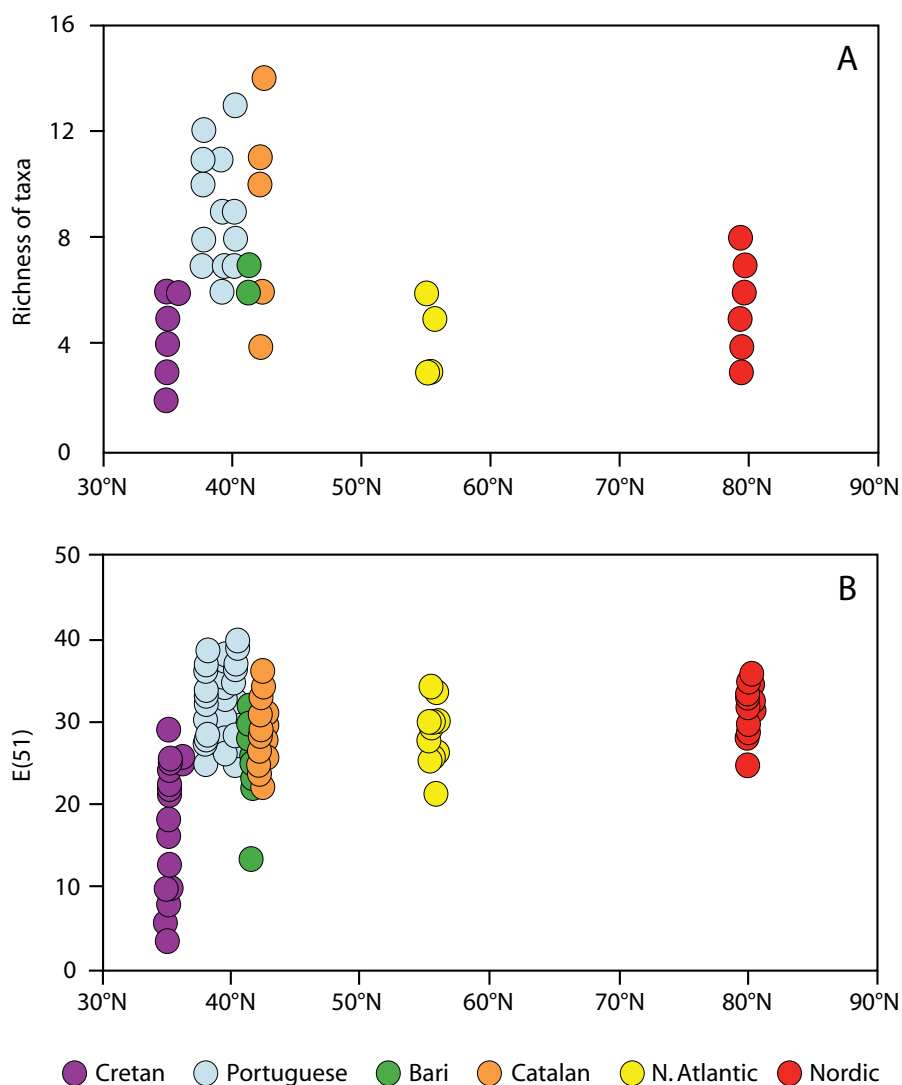 A
Richness of taxa
16
12
8
4
0
30°N 40°N 50°N 60°N 70°N 80°N 90°N
B
E(51)
50
40
30
20
10
0
30°N 40°N 50°N 60°N 70°N 80°N 90°N
Cretan Portuguese Bari Catalan N. Atlantic Nordic